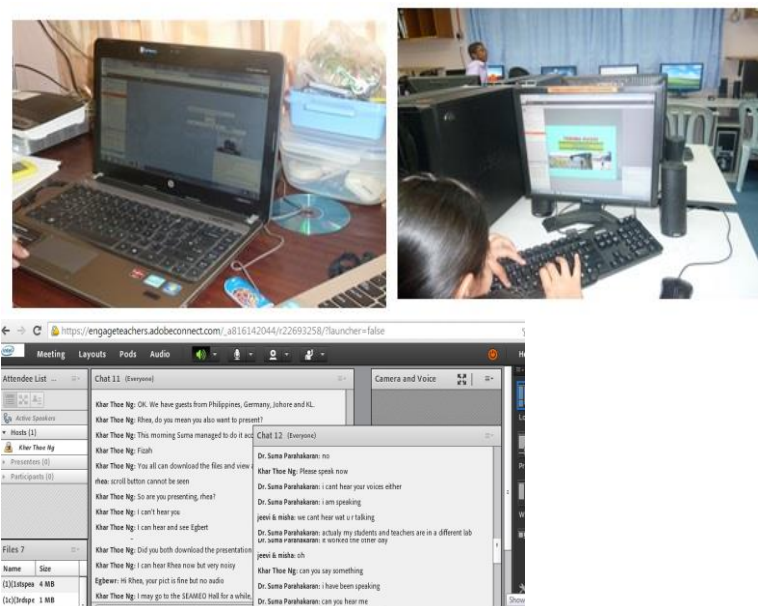 https://engageteachers.adobeconnect.com/_a816142044/r22693258/?launcher=false
Meeting Layouts Pods Audio
Attendee List ...
Active Speakers
Hosts (1)
Khar Thoe Ng
Presenters (0)
Participants (0)
Files 7
Name Size
(1)(1stspea 4 MB
(1c)(3rdspe 1 MB
Chat 11 (Everyone)
Khar Thoe Ng: OK. We have guests from Philippines, Germany, Juhore and KL.
Khar Thoe Ng: Rhea, do you mean you also want to present?
Khar Thoe Ng: This morning Suma managed to do it acc
Khar Thoe Ng: Fizah
Khar Thoe Ng: You all can download the files and view a
rhea: scroll button cannot be seen
Khar Thoe Ng: So are you presenting, rhea?
Khar Thoe Ng: I can't hear you
Khar Thoe Ng: I can hear and see Egbert
Khar Thoe Ng: Did you both download the presentation
Khar Thoe Ng: I can hear Rhea now but very noisy
Egbewr: Hi Rhea, your pict is fine but no audio
Khar Thoe Ng: I may go to the SEAMEO Hall for a while,
Chat 12 (Everyone)
Dr. Suma Parahakaran: no
Khar Thoe Ng: Please speak now
Dr. Suma Parahakaran: i cant hear your voices either
Dr. Suma Parahakaran: i am speaking
jeevi & misha: we cant hear wat u r talking
Dr. Suma Parahakaran: actualy my students and teachers are in a different lab
Dr. Suma Parahakaran: it worked the other day
jeevi & misha: oh
Khar Thoe Ng: can you say something
Dr. Suma Parahakaran: i have been speaking
Dr. Suma Parahakaran: can you hear me
Camera and Voice
Show